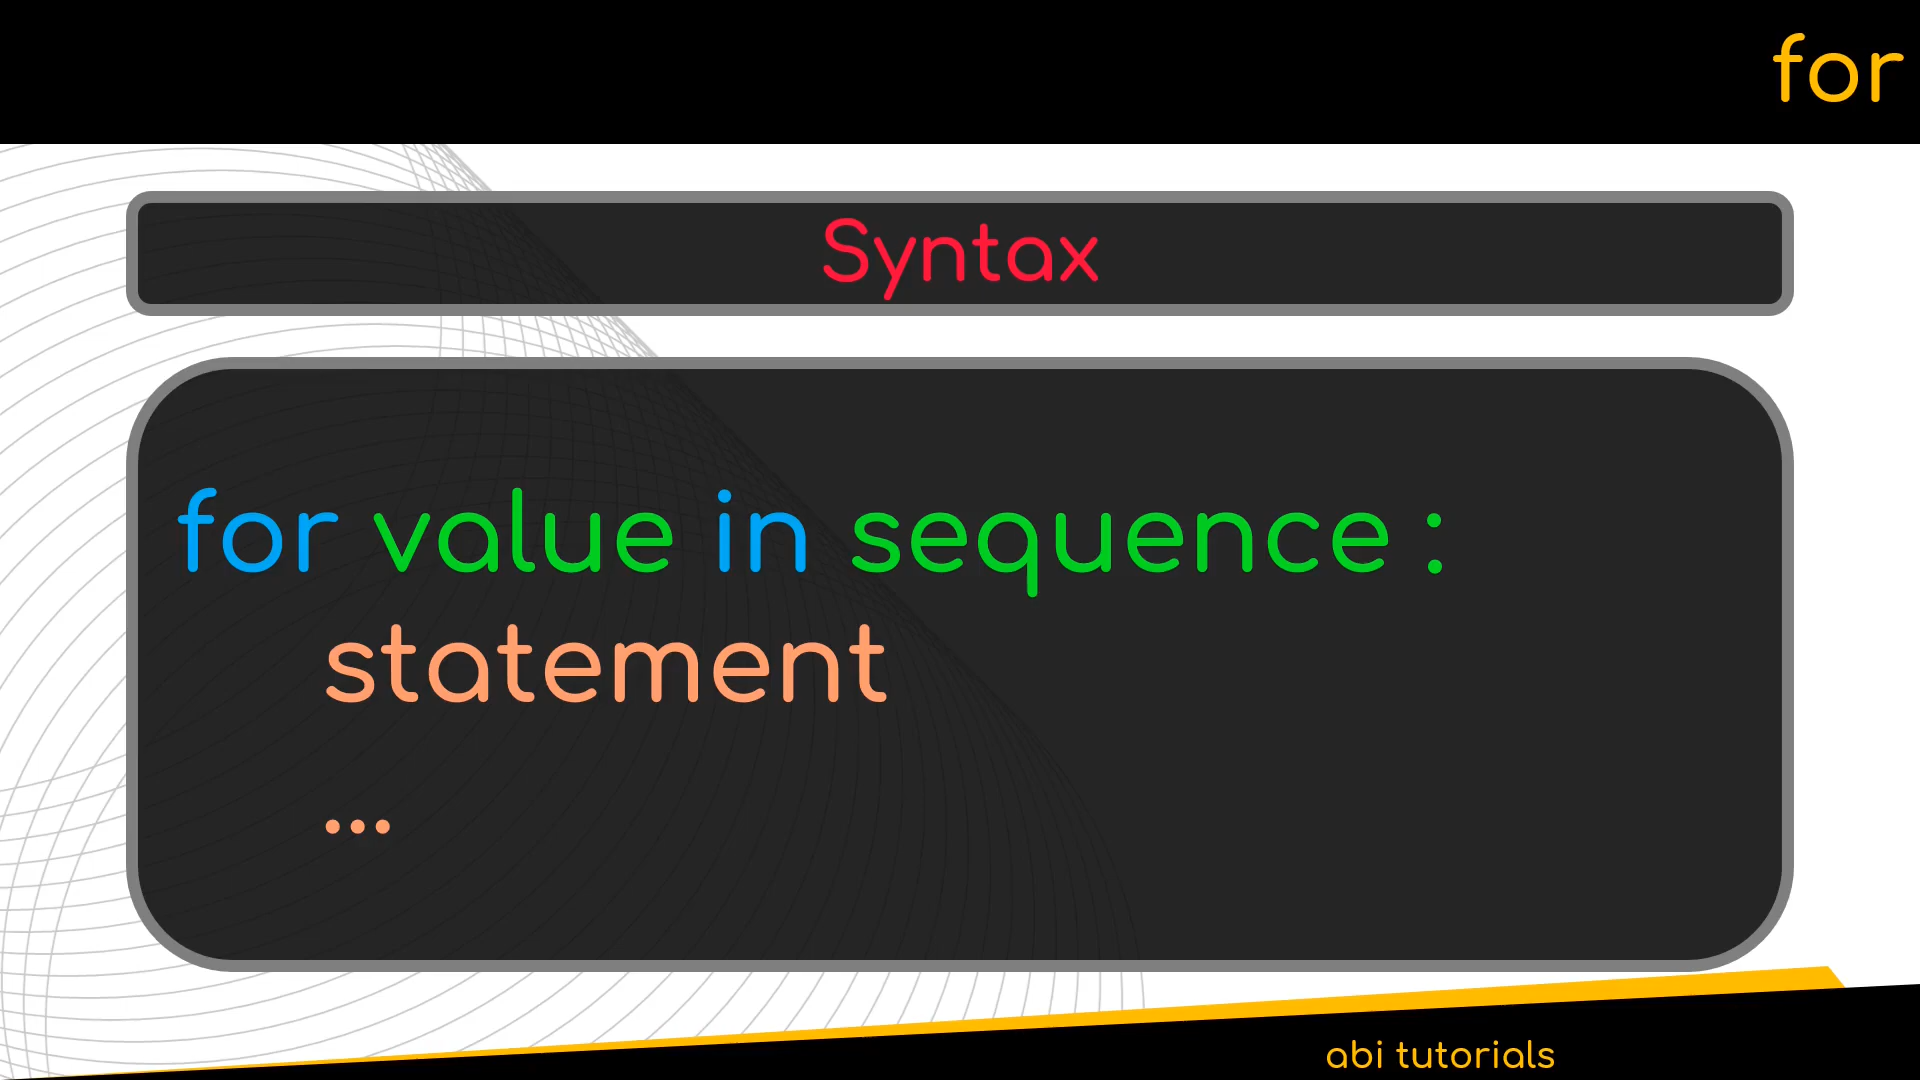 for
Syntax
for value in sequence :
statement
...
abi tutorials